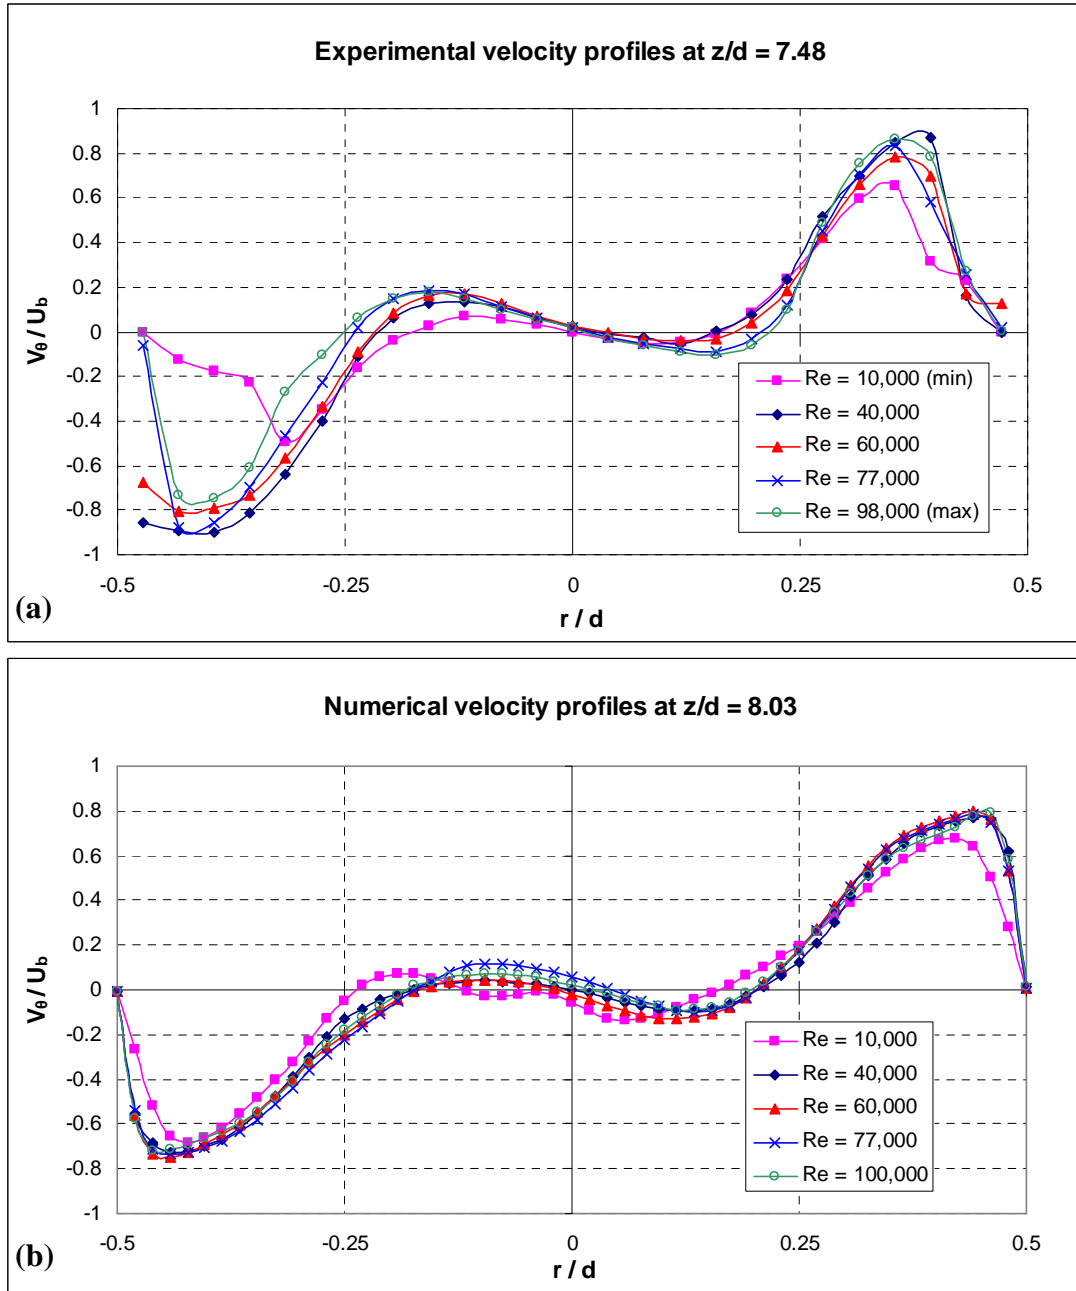 Experimental velocity profiles at z/d = 7.48
1
0.8
0.6
0.4
0.2
0
-0.2
-0.4
-0.6
-0.8
-1
V_θ / U_b
-0.5 -0.25 0 0.25 0.5
r / d
Re = 10,000 (min)
Re = 40,000
Re = 60,000
Re = 77,000
Re = 98,000 (max)
(a)
Numerical velocity profiles at z/d = 8.03
1
0.8
0.6
0.4
0.2
0
-0.2
-0.4
-0.6
-0.8
-1
V_θ / U_b
-0.5 -0.25 0 0.25 0.5
r / d
Re = 10,000
Re = 40,000
Re = 60,000
Re = 77,000
Re = 100,000
(b)